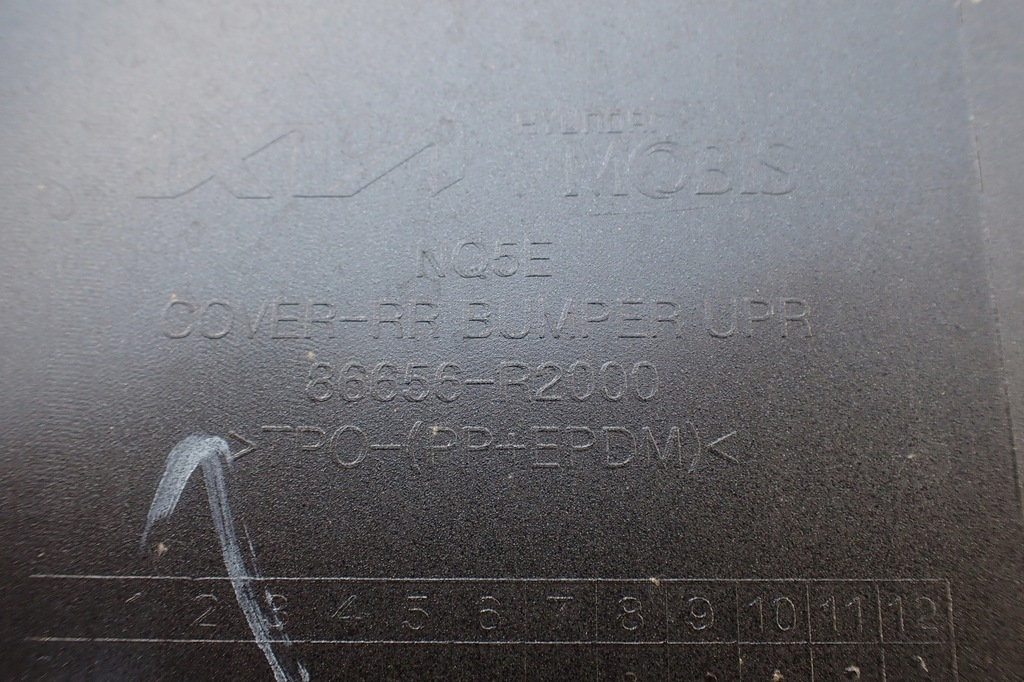 KIA HYUNDAI
MOBIS
NQ5E
COVER-RR BUMPER UPR
86656-R2000
>TPO-(PP+EPDM)<
1 2 3 4 5 6 7 8 9 10 11 12